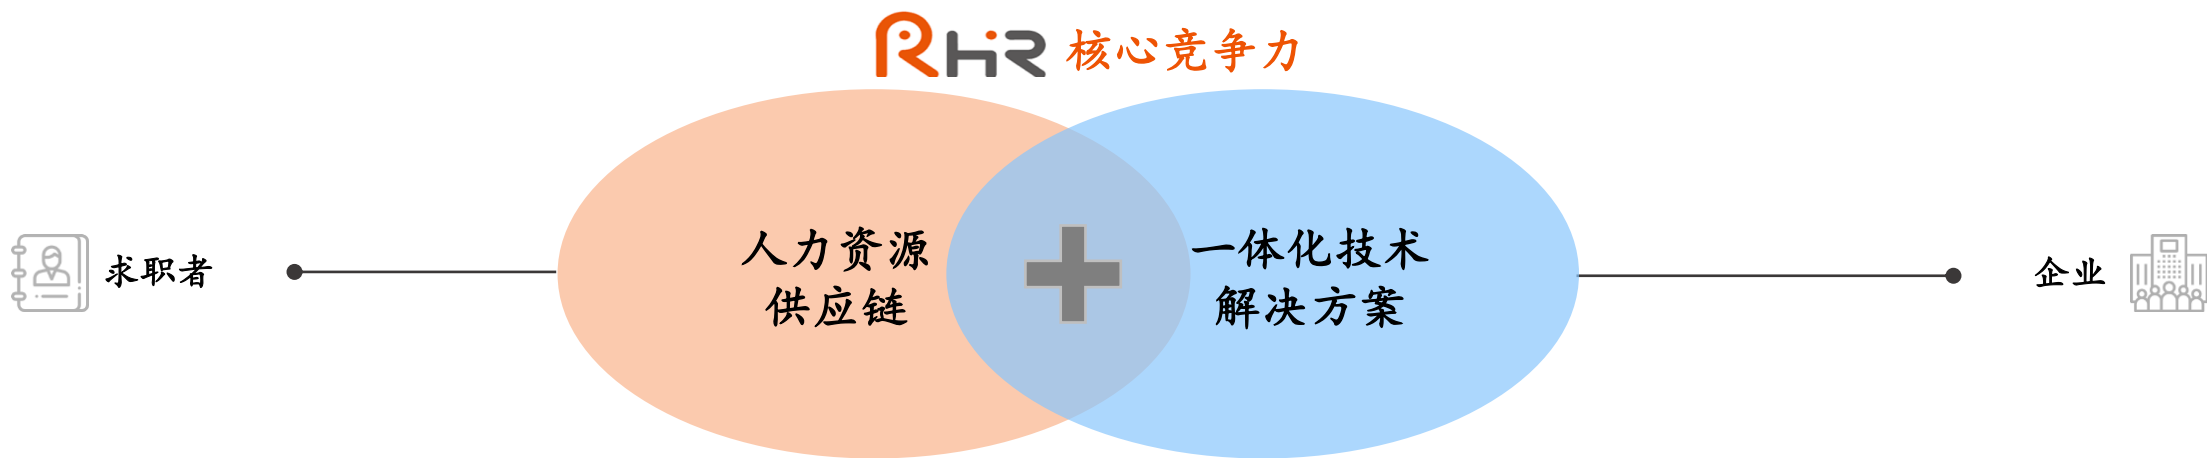 RHR 核心竞争力
求职者
人力资源
供应链
一体化技术
解决方案
企业